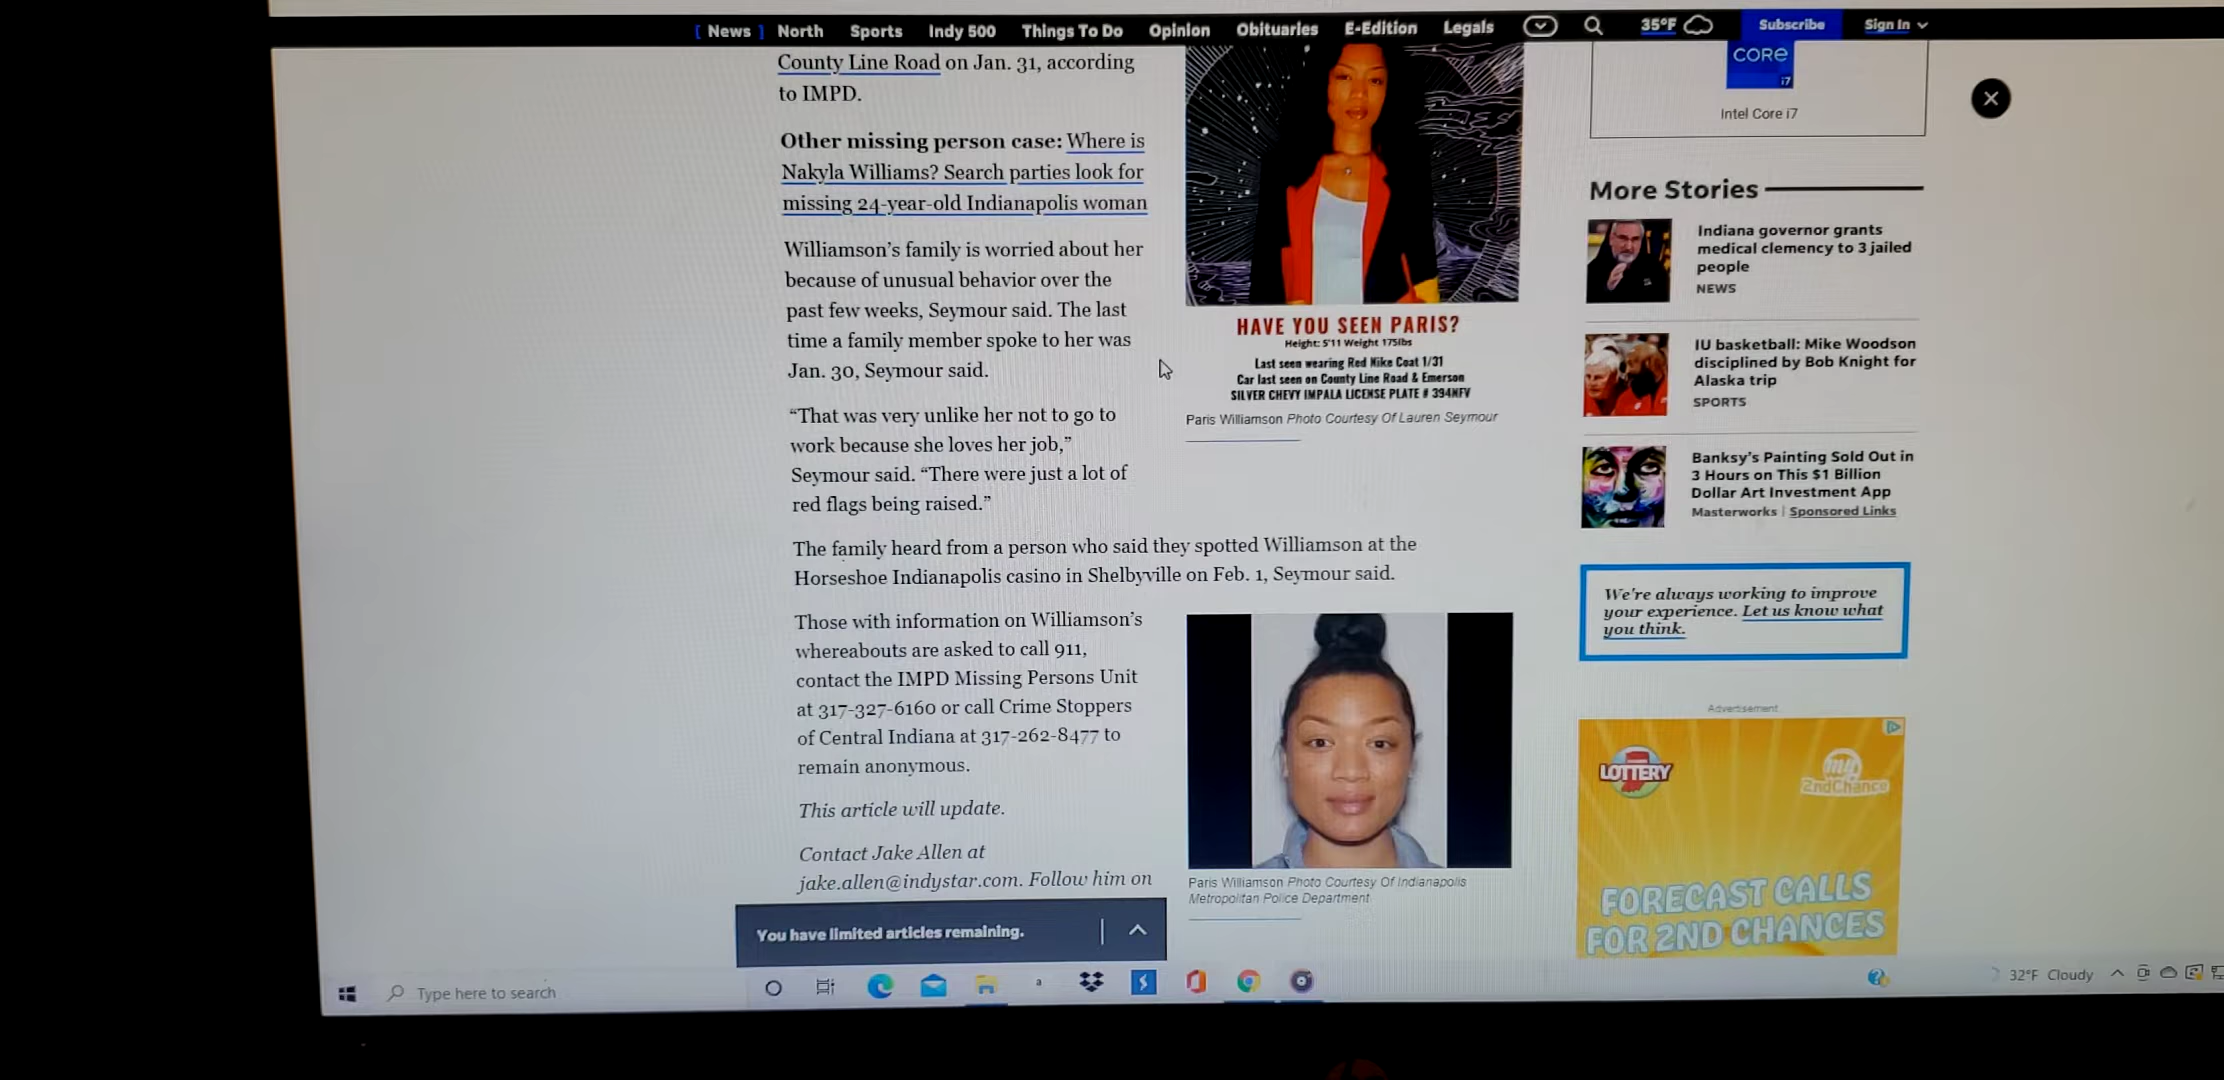 [ News ] North Sports Indy 500 Things To Do Opinion Obituaries E-Edition Legals 35°F Subscribe Sign In
County Line Road on Jan. 31, according
to IMPD.
Other missing person case: Where is
Nakyla Williams? Search parties look for
missing 24-year-old Indianapolis woman
Williamson's family is worried about her
because of unusual behavior over the
past few weeks, Seymour said. The last
time a family member spoke to her was
Jan. 30, Seymour said.
“That was very unlike her not to go to
work because she loves her job,”
Seymour said. “There were just a lot of
red flags being raised.”
HAVE YOU SEEN PARIS?
Height: 5'11 Weight 175lbs
Last seen wearing Red Nike Coat 1/31
Car last seen on County Line Road & Emerson
SILVER CHEVY IMPALA LICENSE PLATE # 394NFV
Paris Williamson Photo Courtesy Of Lauren Seymour
The family heard from a person who said they spotted Williamson at the
Horseshoe Indianapolis casino in Shelbyville on Feb. 1, Seymour said.
Those with information on Williamson's
whereabouts are asked to call 911,
contact the IMPD Missing Persons Unit
at 317-327-6160 or call Crime Stoppers
of Central Indiana at 317-262-8477 to
remain anonymous.
This article will update.
Contact Jake Allen at
jake.allen@indystar.com. Follow him on
Paris Williamson Photo Courtesy Of Indianapolis
Metropolitan Police Department
You have limited articles remaining.
CORE
i7
Intel Core i7
More Stories
Indiana governor grants
medical clemency to 3 jailed
people
NEWS
IU basketball: Mike Woodson
disciplined by Bob Knight for
Alaska trip
SPORTS
Banksy's Painting Sold Out in
3 Hours on This $1 Billion
Dollar Art Investment App
Masterworks | Sponsored Links
We're always working to improve
your experience. Let us know what
you think.
Advertisement
LOTTERY
my
2ndChance
FORECAST CALLS
FOR 2ND CHANCES
Type here to search
a
32°F Cloudy